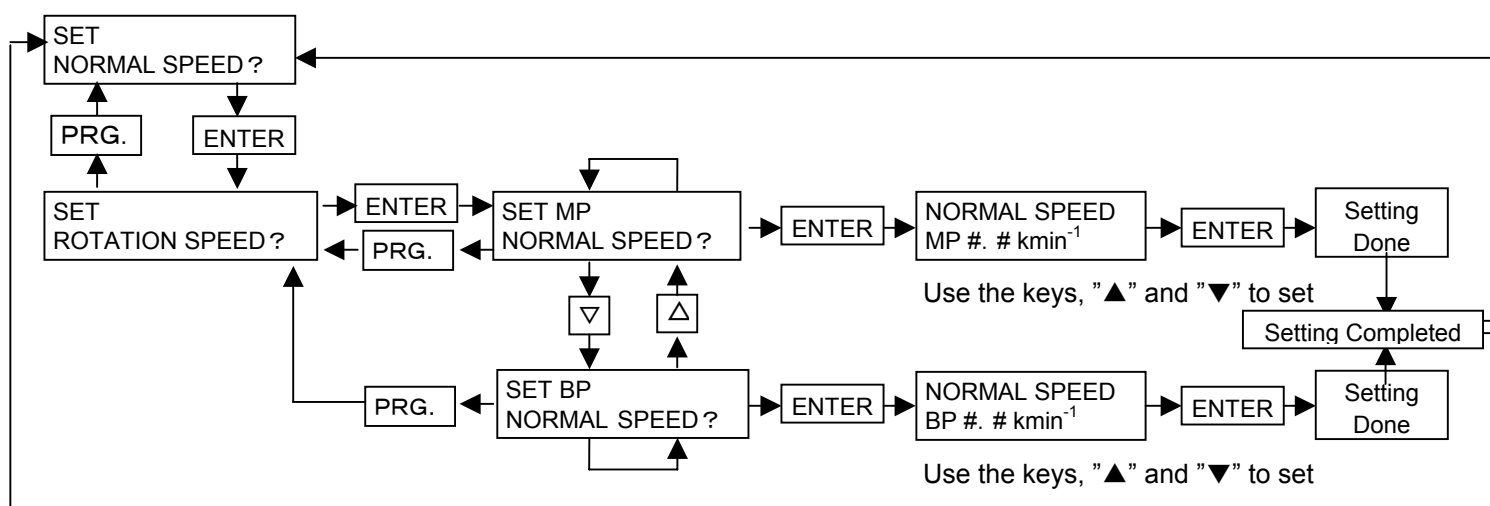 SET
NORMAL SPEED?
PRG.
ENTER
SET
ROTATION SPEED?
ENTER
PRG.
SET MP
NORMAL SPEED?
ENTER
NORMAL SPEED
MP #. # kmin⁻¹
ENTER
Setting
Done
Use the keys, ”▲” and ”▼” to set
▽
△
Setting Completed
PRG.
SET BP
NORMAL SPEED?
ENTER
NORMAL SPEED
BP #. # kmin⁻¹
ENTER
Setting
Done
Use the keys, ”▲” and ”▼” to set